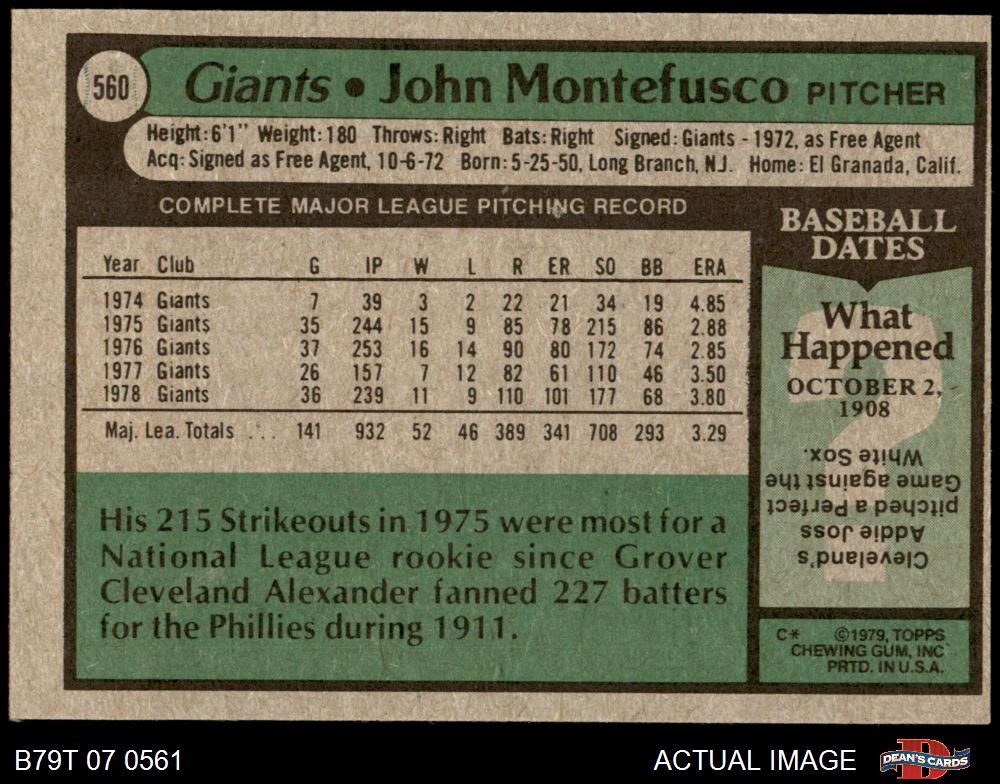 560
Giants • John Montefusco PITCHER
Height: 6'1" Weight: 180 Throws: Right Bats: Right Signed: Giants - 1972, as Free Agent
Acq: Signed as Free Agent, 10-6-72 Born: 5-25-50, Long Branch, N.J. Home: El Granada, Calif.
COMPLETE MAJOR LEAGUE PITCHING RECORD
Year Club G IP W L R ER SO BB ERA
1974 Giants 7 39 3 2 22 21 34 19 4.85
1975 Giants 35 244 15 9 85 78 215 86 2.88
1976 Giants 37 253 16 14 90 80 172 74 2.85
1977 Giants 26 157 7 12 82 61 110 46 3.50
1978 Giants 36 239 11 9 110 101 177 68 3.80
Maj. Lea. Totals ... 141 932 52 46 389 341 708 293 3.29
His 215 Strikeouts in 1975 were most for a
National League rookie since Grover
Cleveland Alexander fanned 227 batters
for the Phillies during 1911.
BASEBALL
DATES
What
Happened
OCTOBER 2,
1908
Cleveland's
Addie Joss
pitched a Perfect
Game against the
White Sox.
C* ©1979, TOPPS
CHEWING GUM, INC
PRTD. IN U.S.A.
B79T 07 0561
ACTUAL IMAGE
DEAN'S CARDS